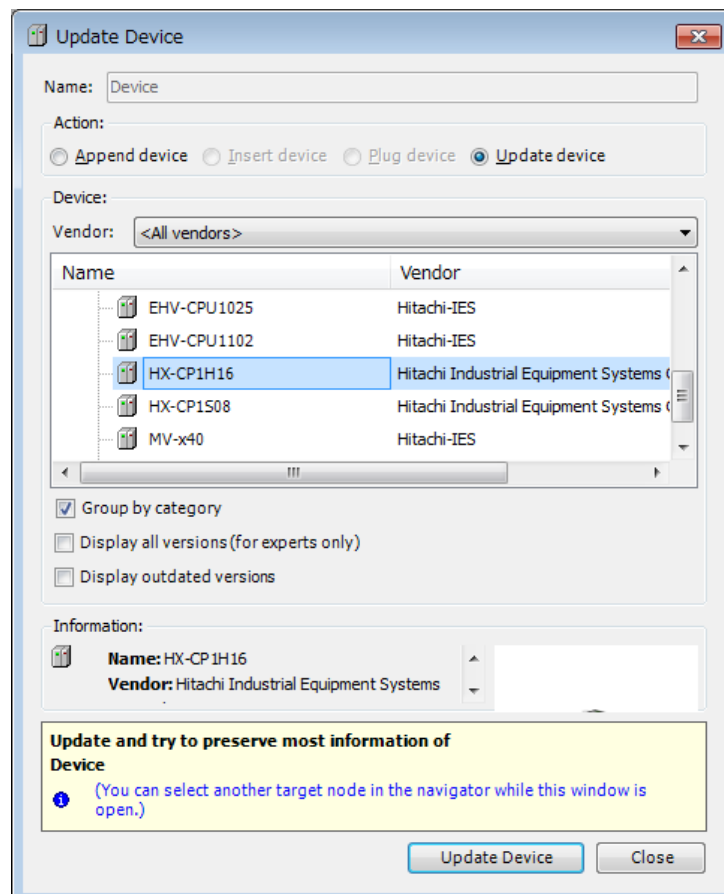 Update Device
Name: Device
Action:
Append device Insert device Plug device Update device
Device:
Vendor: <All vendors>
Name Vendor
EHV-CPU1025 Hitachi-IES
EHV-CPU1102 Hitachi-IES
HX-CP1H16 Hitachi Industrial Equipment Systems
HX-CP1S08 Hitachi Industrial Equipment Systems
MV-x40 Hitachi-IES
Group by category
Display all versions (for experts only)
Display outdated versions
Information:
Name: HX-CP1H16
Vendor: Hitachi Industrial Equipment Systems
Update and try to preserve most information of
Device
(You can select another target node in the navigator while this window is
open.)
Update Device Close